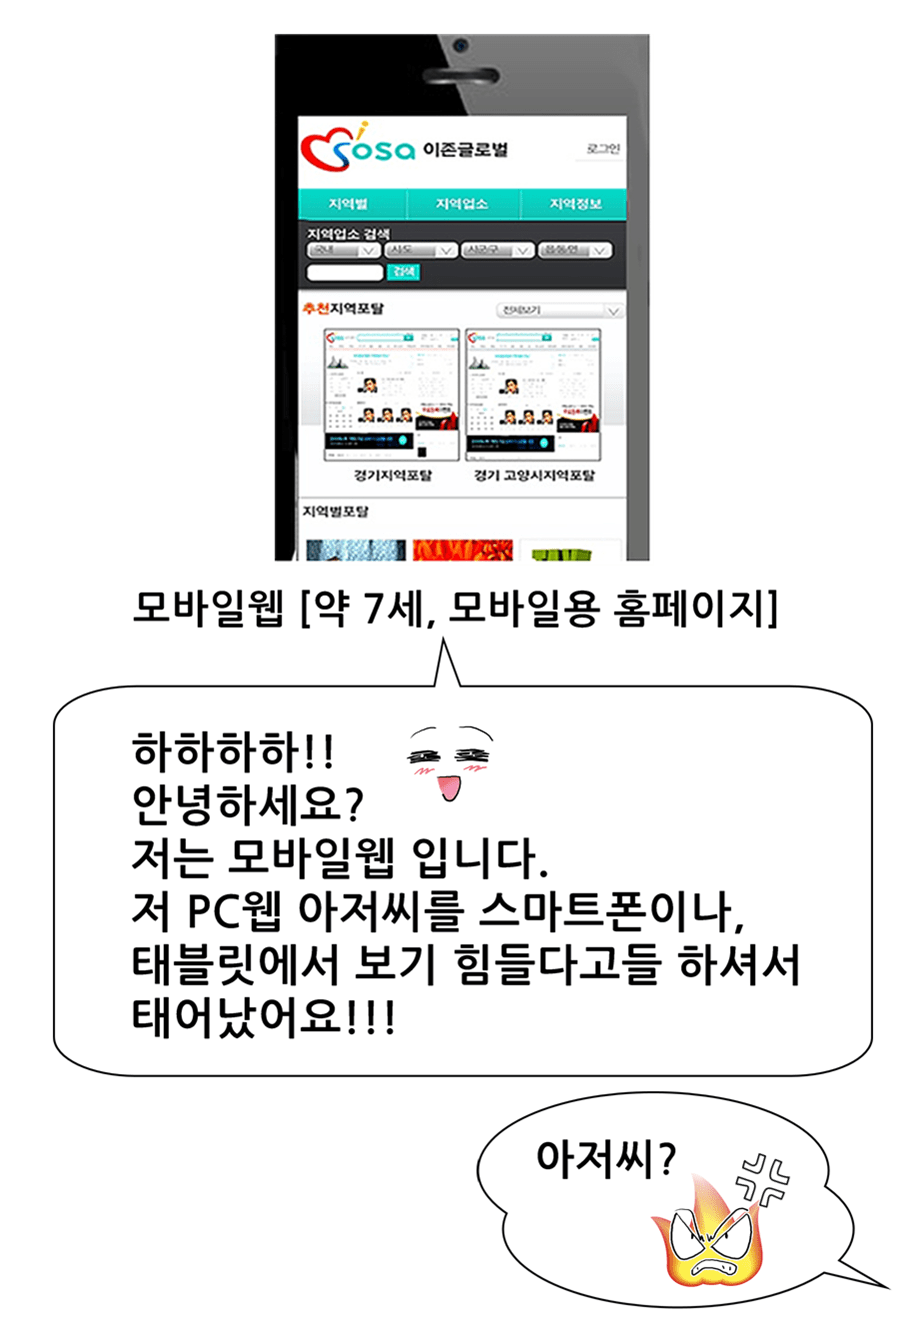 iosa 이존글로벌
로그인
지역별 지역업소 지역정보
지역업소 검색
국내 시도 시군구 읍동면
검색
추천지역포탈 전체보기
경기지역포탈 경기 고양시지역포탈
지역별포탈
모바일웹 [약 7세, 모바일용 홈페이지]
하하하하!!
안녕하세요?
저는 모바일웹 입니다.
저 PC웹 아저씨를 스마트폰이나,
태블릿에서 보기 힘들다고들 하셔서
태어났어요!!!
아저씨?